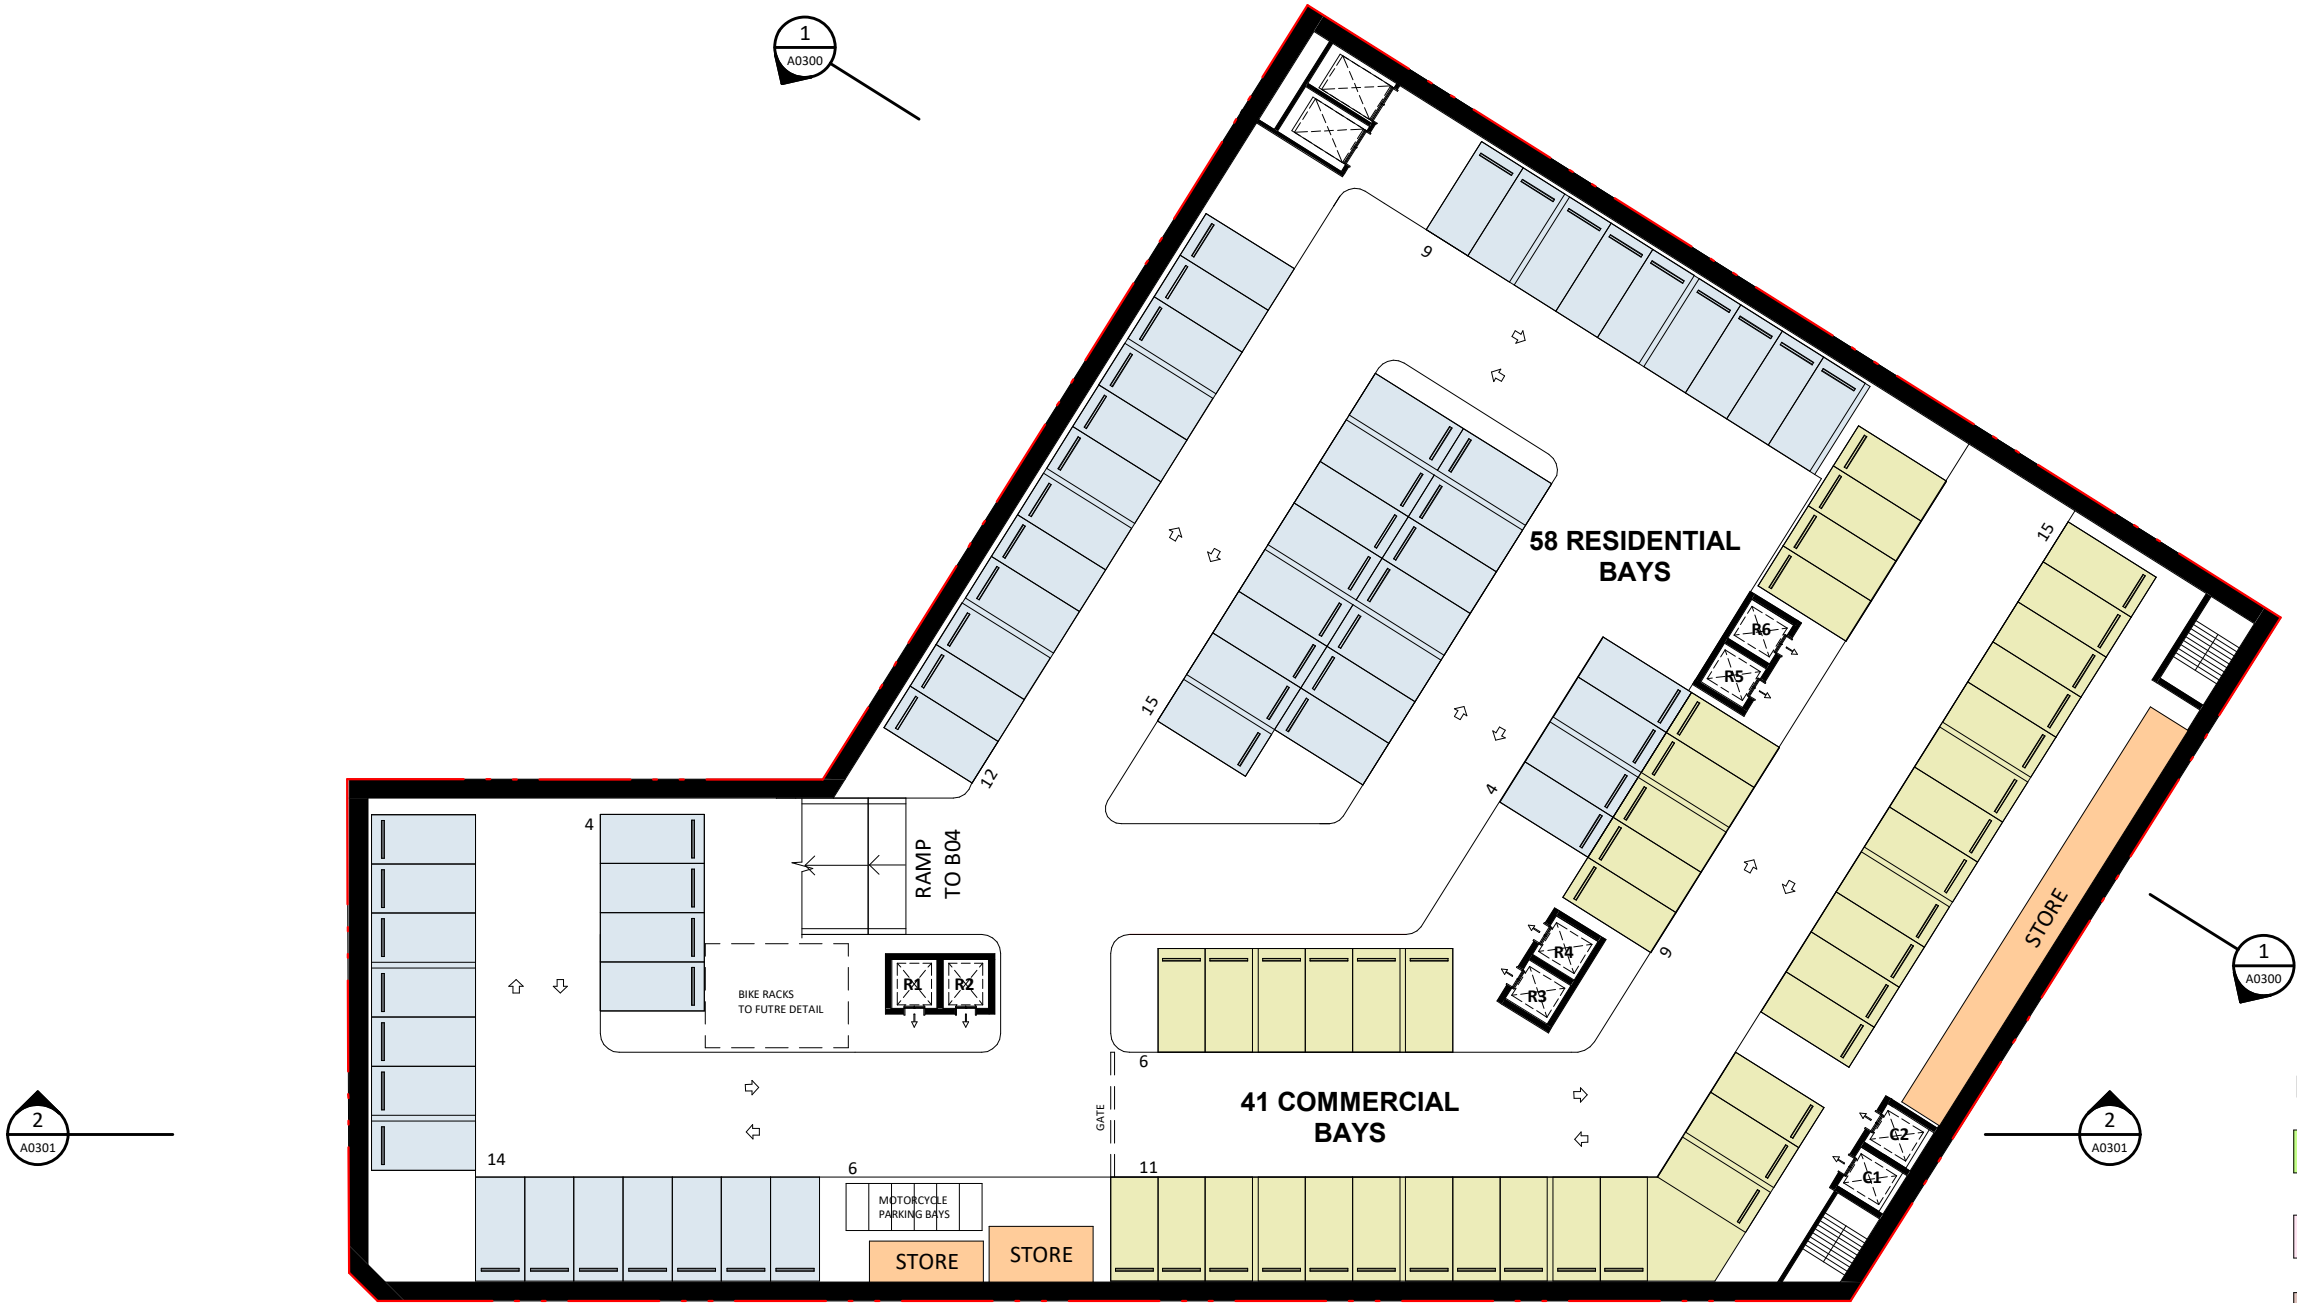 1
A0300
9
15
58 RESIDENTIAL
BAYS
R6
R5
15
12
4
4
RAMP
TO B04
STORE
R4
9
1
A0300
R3
R1
R2
BIKE RACKS
TO FUTRE DETAIL
6
41 COMMERCIAL
BAYS
GATE
2
A0301
C2
2
A0301
C1
14
6
11
MOTORCYCLE
PARKING BAYS
STORE
STORE